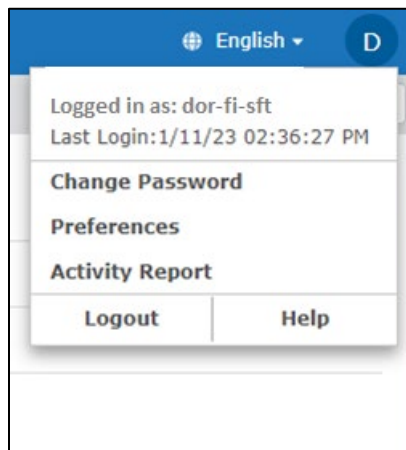 English
D
Logged in as: dor-fi-sft
Last Login:1/11/23 02:36:27 PM
Change Password
Preferences
Activity Report
Logout Help